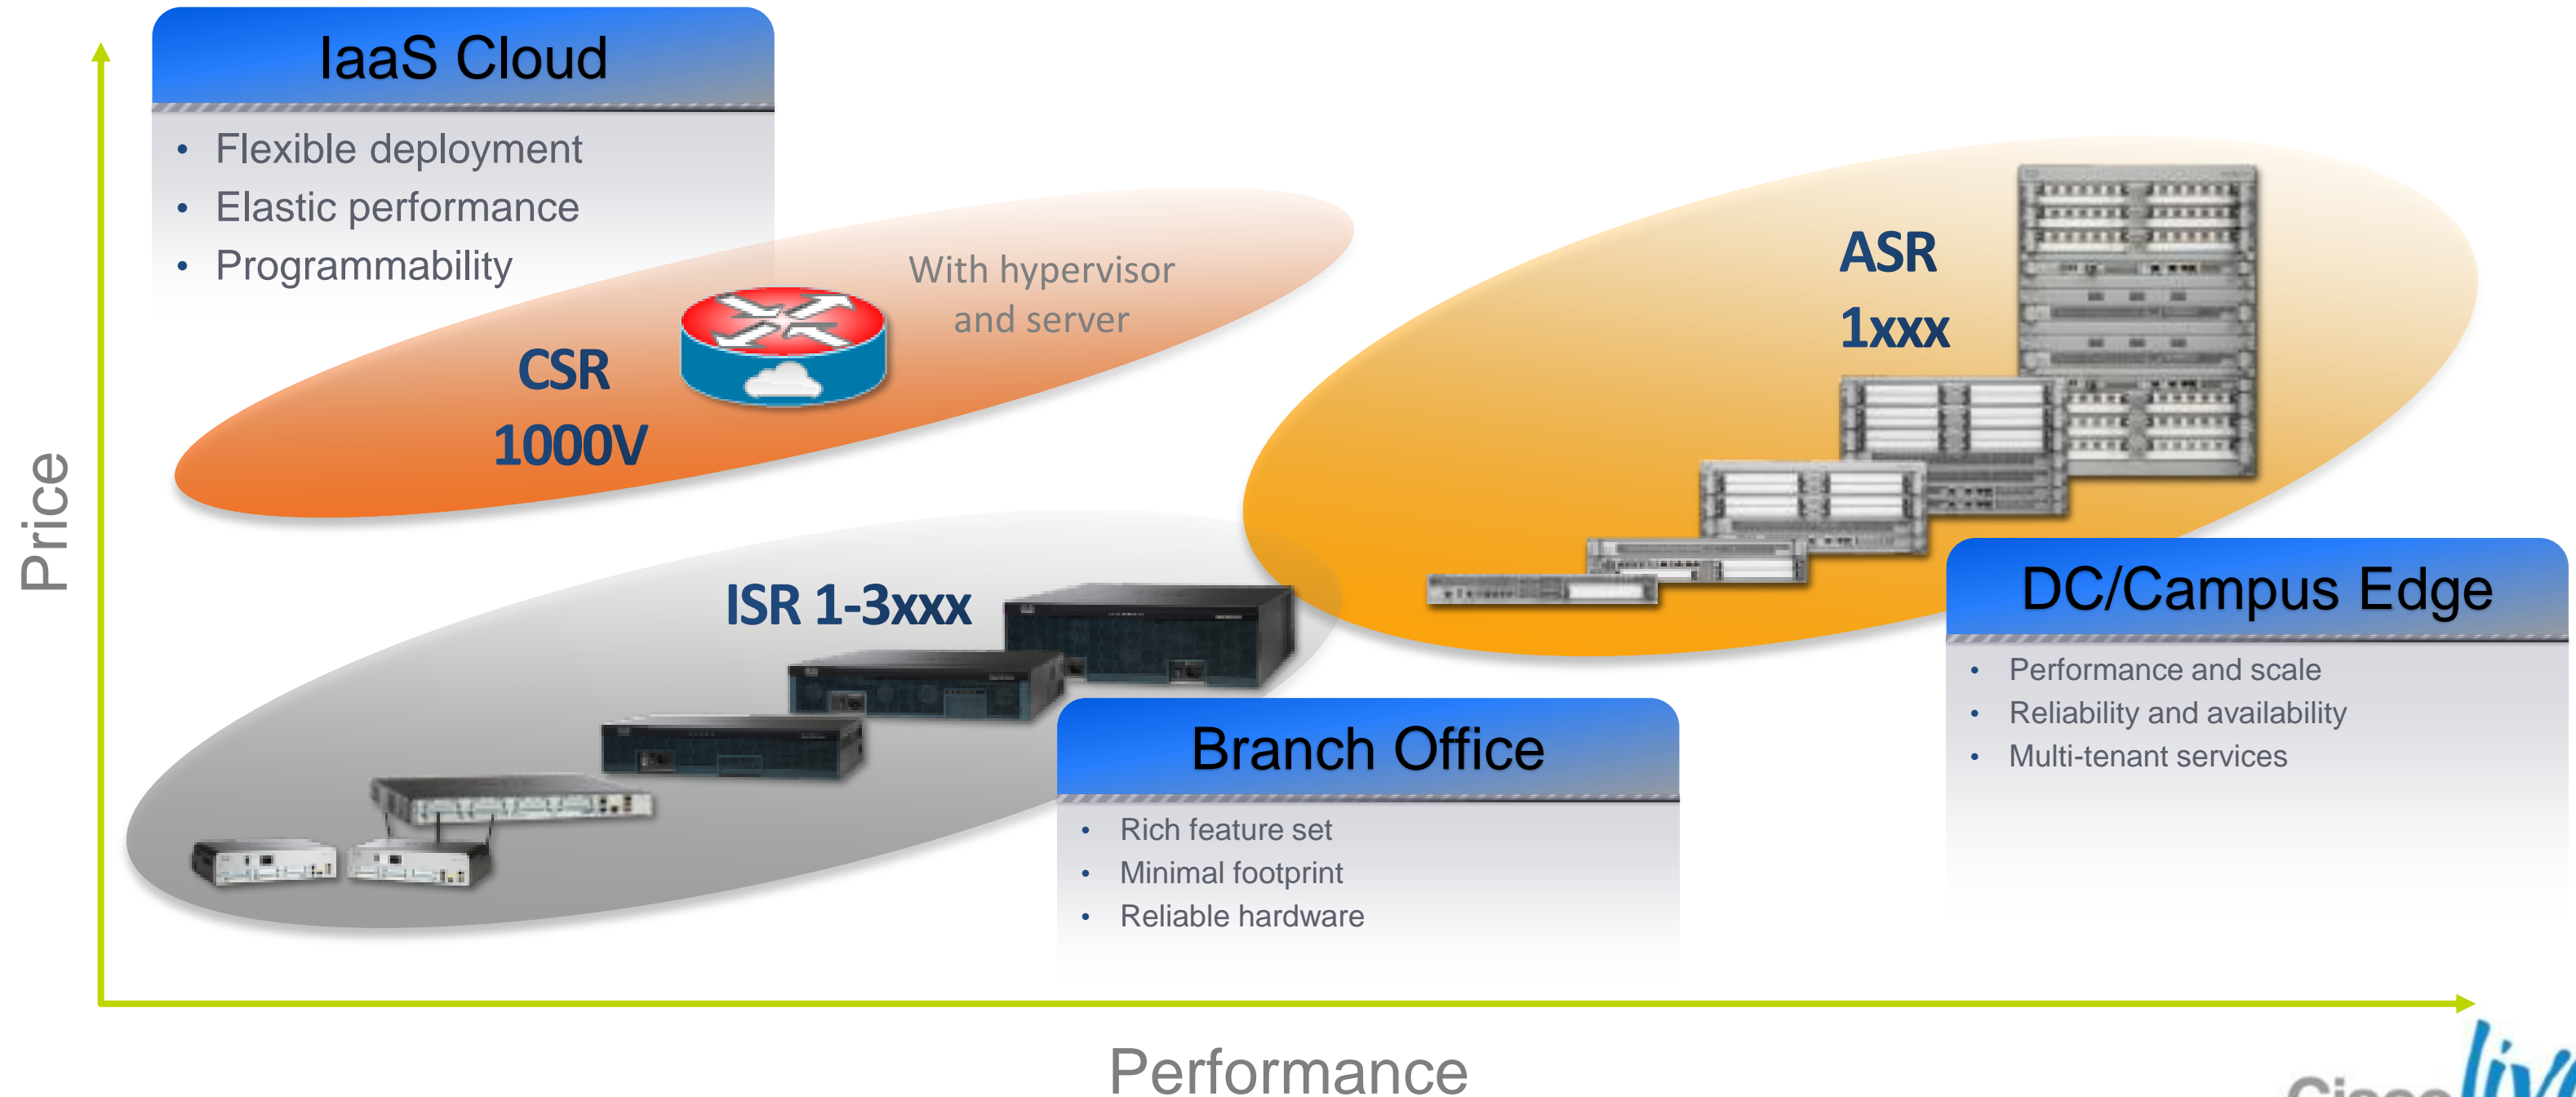 IaaS Cloud
• Flexible deployment
• Elastic performance
• Programmability
With hypervisor
and server
CSR
1000V
ASR
1xxx
Price
ISR 1-3xxx
DC/Campus Edge
• Performance and scale
• Reliability and availability
• Multi-tenant services
Branch Office
• Rich feature set
• Minimal footprint
• Reliable hardware
Performance
Cisco live